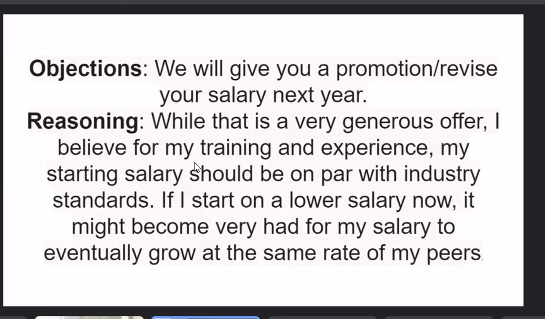 Objections: We will give you a promotion/revise
your salary next year.
Reasoning: While that is a very generous offer, I
believe for my training and experience, my
starting salary should be on par with industry
standards. If I start on a lower salary now, it
might become very had for my salary to
eventually grow at the same rate of my peers